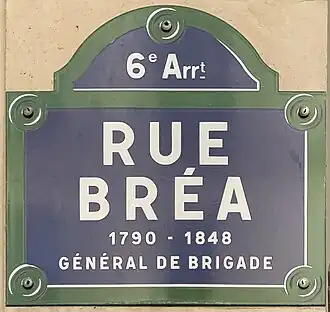 6e Arrt
RUE
BRÉA
1790 - 1848
GÉNÉRAL DE BRIGADE